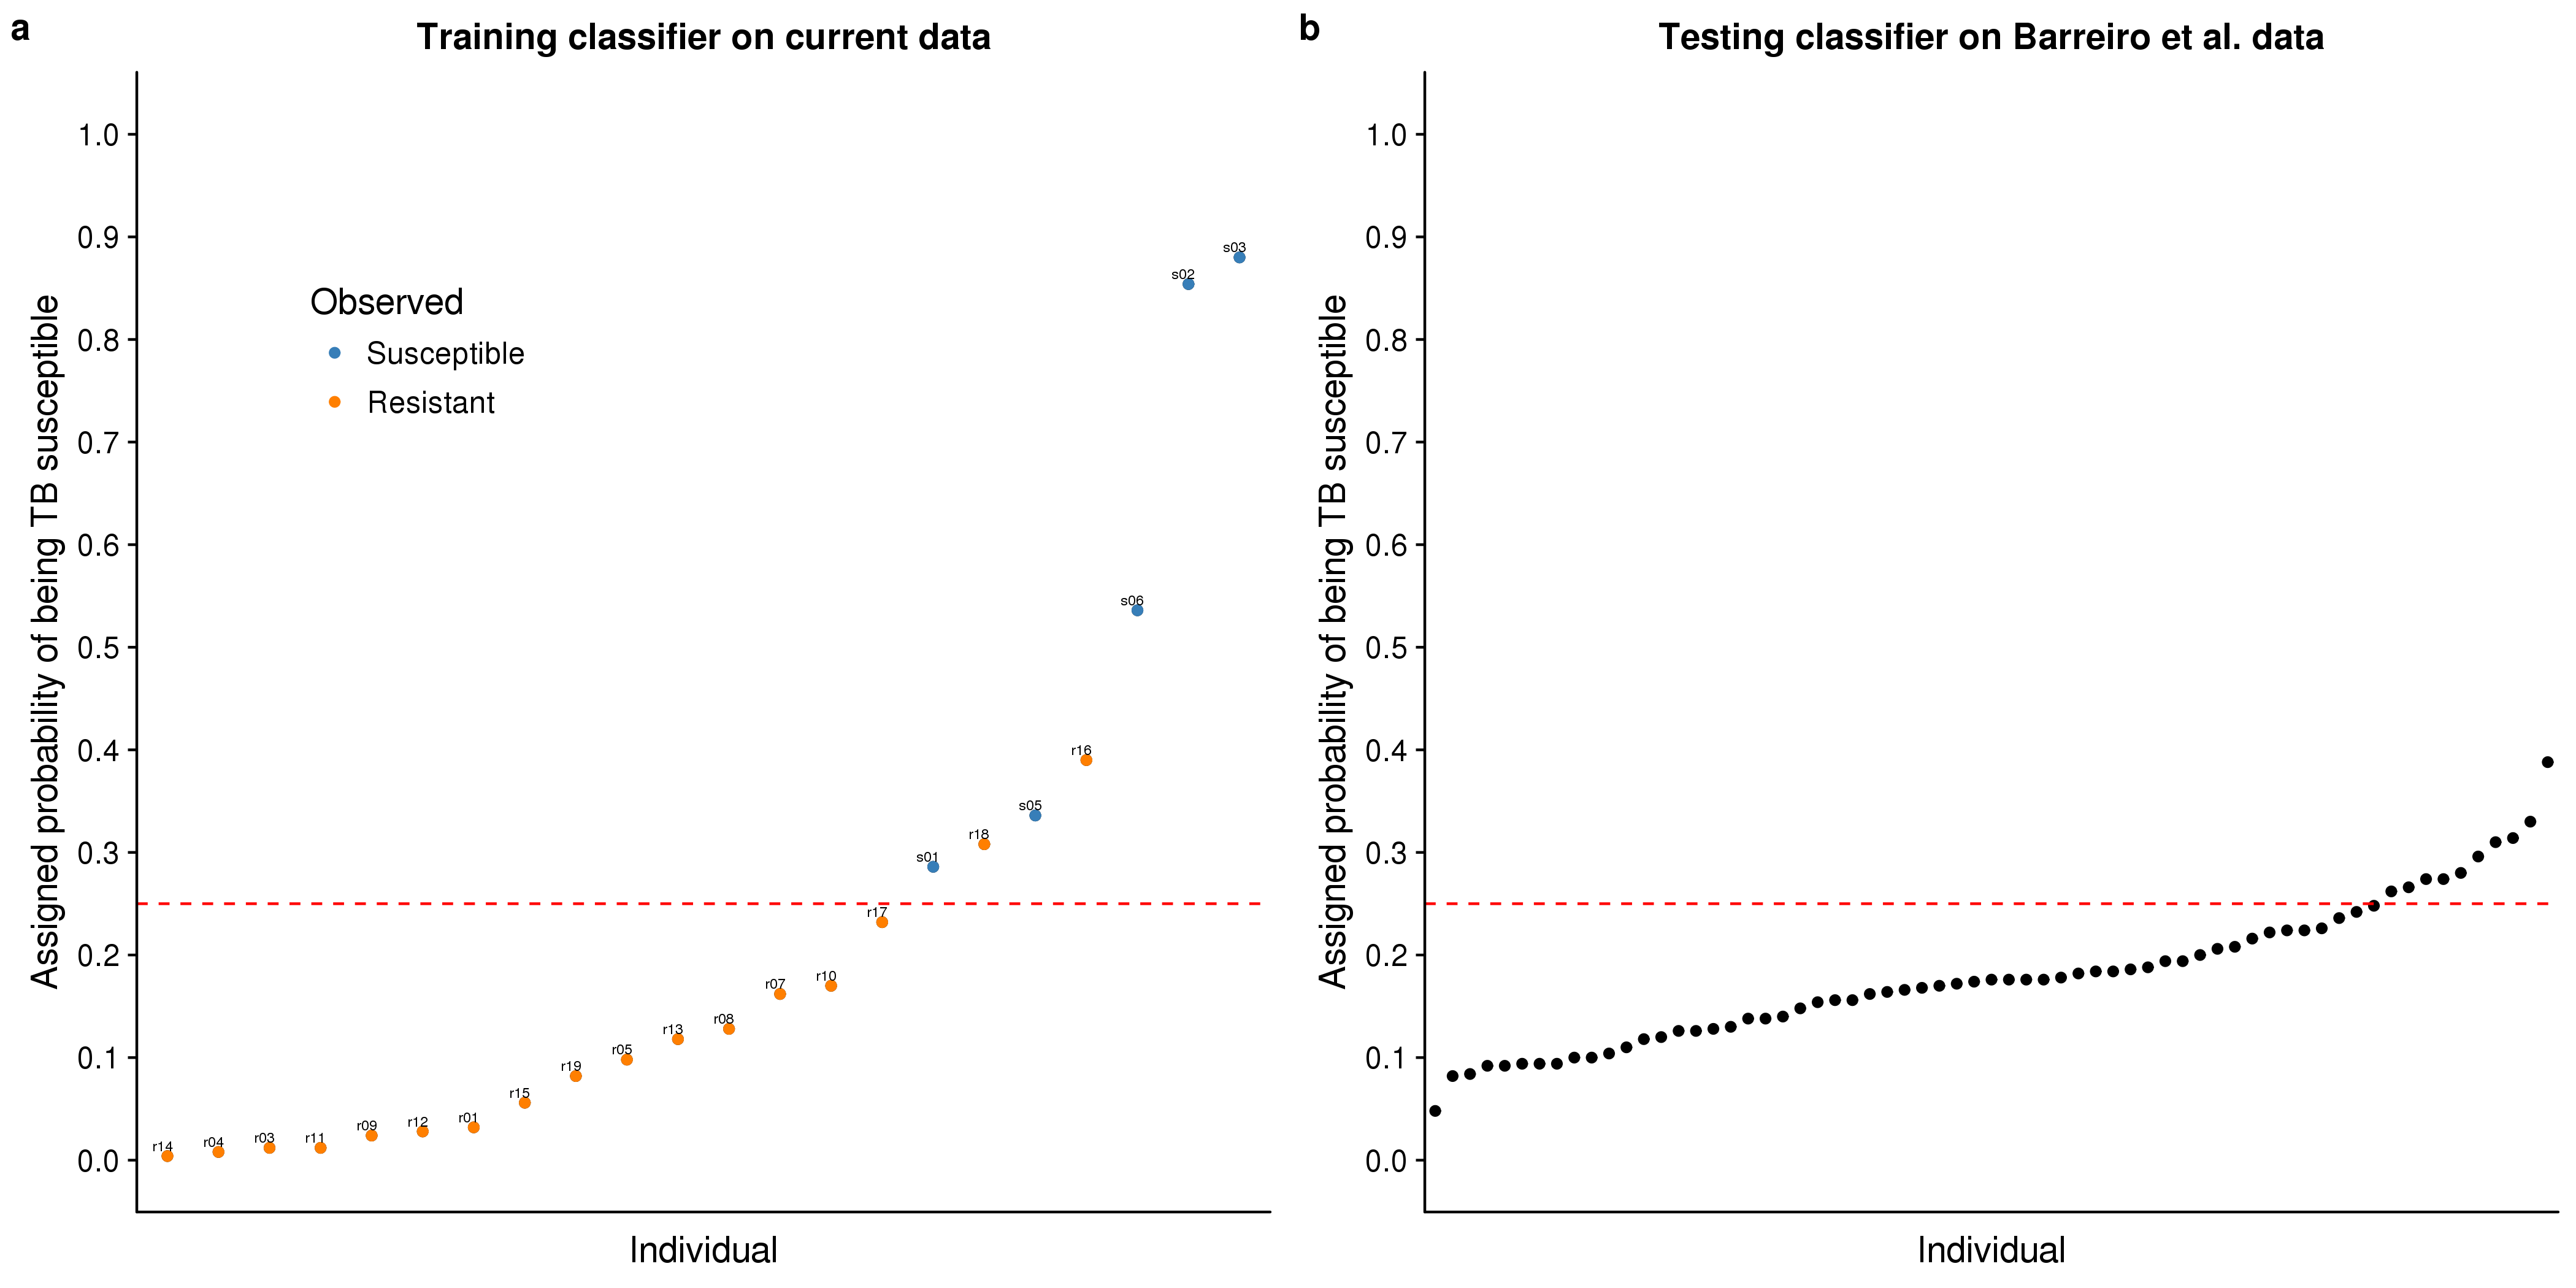 a
Training classifier on current data
Assigned probability of being TB susceptible
1.0
0.9
0.8
0.7
0.6
0.5
0.4
0.3
0.2
0.1
0.0
Observed
Susceptible
Resistant
r14
r04
r03
r11
r09
r12
r01
r15
r19
r05
r13
r08
r07
r10
r17
s01
r18
s05
r16
s06
s02
s03
Individual
b
Testing classifier on Barreiro et al. data
Assigned probability of being TB susceptible
1.0
0.9
0.8
0.7
0.6
0.5
0.4
0.3
0.2
0.1
0.0
Individual